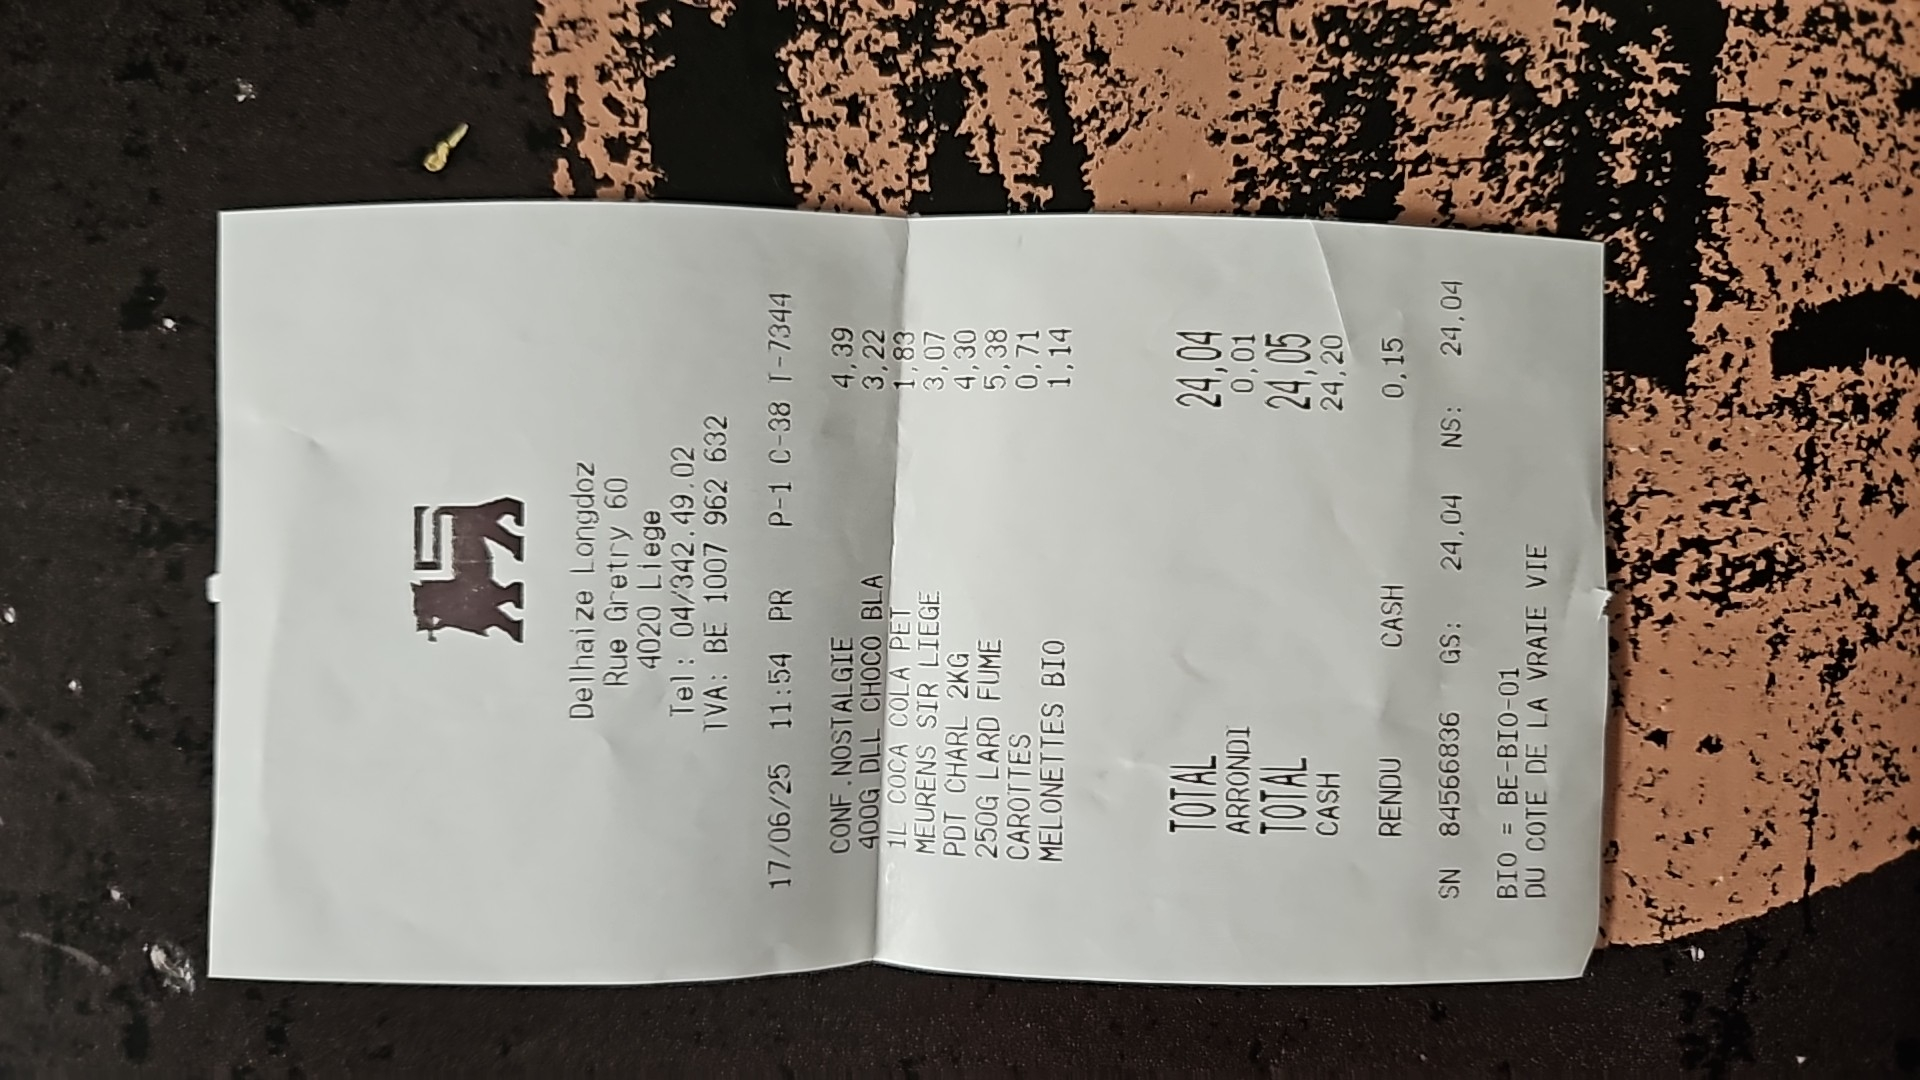 Delhaize Longdoz
Rue Gretry 60
4020 Liege
Tel: 04/342.49.02
TVA: BE 1007 962 632
17/06/25 11:54 PR P-1 C-38 T-7344
CONF.NOSTALGIE 4,39
400G DLL CHOCO BLA 3,22
1L COCA COLA PET 1,83
MEURENS SIR LIEGE 3,07
PDT CHARL 2KG 4,30
250G LARD FUME 5,38
CAROTTES 0,71
MELONETTES BIO 1,14
TOTAL 24,04
ARRONDI 0,01
TOTAL 24,05
CASH 24,20
RENDU CASH 0,15
SN 84566836 GS: 24,04 NS: 24,04
BIO = BE-BIO-01
DU COTE DE LA VRAIE VIE